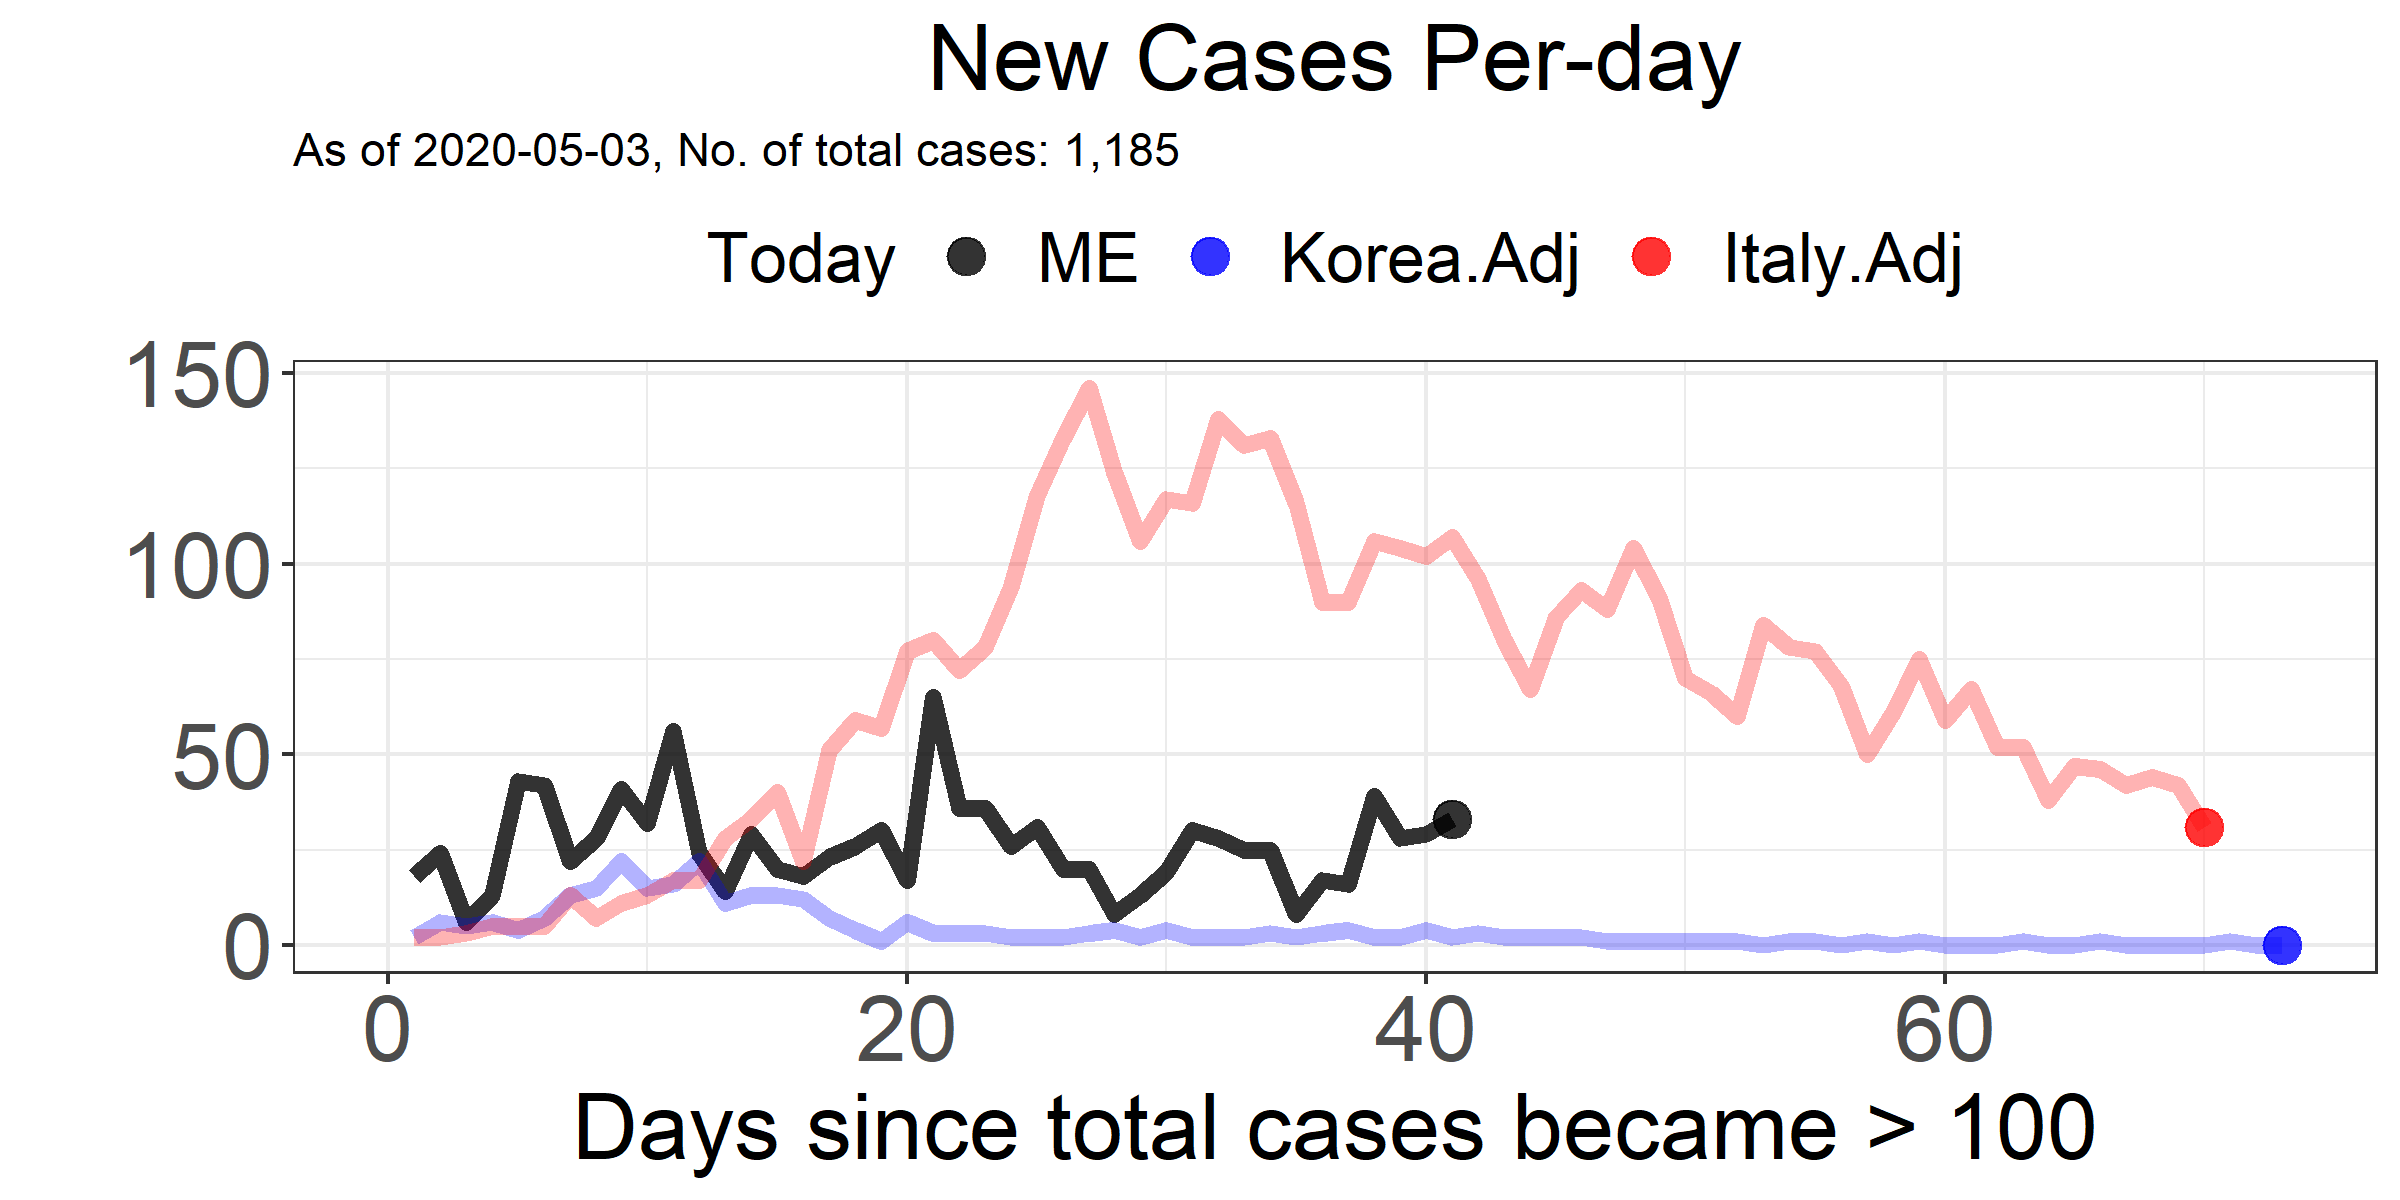 New Cases Per-day
As of 2020-05-03, No. of total cases: 1,185
Today ME Korea.Adj Italy.Adj
150
100
50
0
0 20 40 60
Days since total cases became > 100